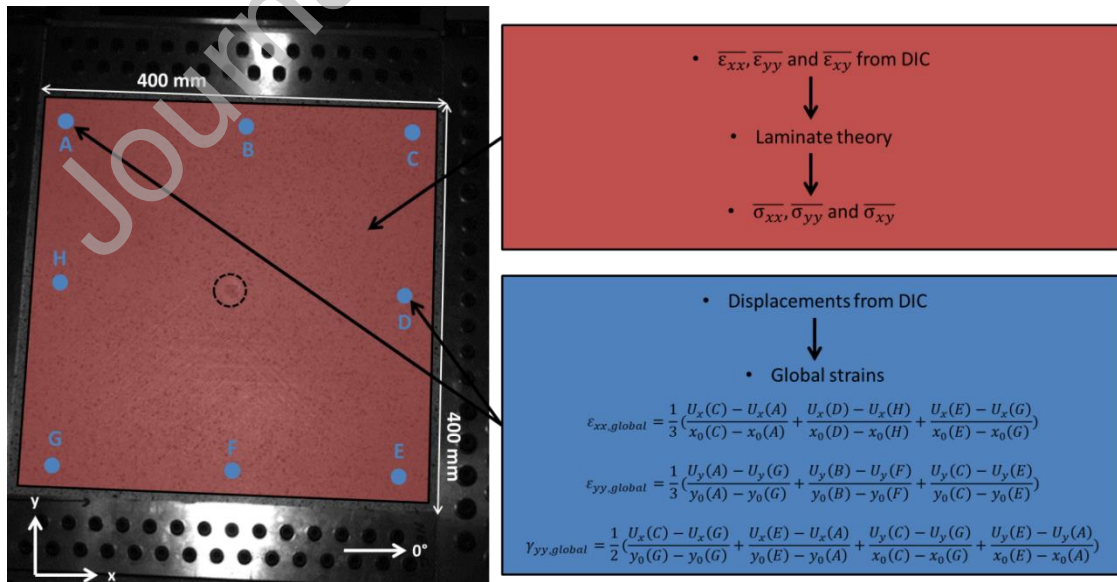 Journ
400 mm
400 mm
A
B
C
H
D
G
F
E
y
x
0°
• $\overline{\varepsilon_{xx}}, \overline{\varepsilon_{yy}}$ and $\overline{\varepsilon_{xy}}$ from DIC
• Laminate theory
• $\overline{\sigma_{xx}}, \overline{\sigma_{yy}}$ and $\overline{\sigma_{xy}}$
• Displacements from DIC
• Global strains
$\varepsilon_{xx,global} = \frac{1}{3}(\frac{U_x(C) - U_x(A)}{x_0(C) - x_0(A)} + \frac{U_x(D) - U_x(H)}{x_0(D) - x_0(H)} + \frac{U_x(E) - U_x(G)}{x_0(E) - x_0(G)})$
$\varepsilon_{yy,global} = \frac{1}{3}(\frac{U_y(A) - U_y(G)}{y_0(A) - y_0(G)} + \frac{U_y(B) - U_y(F)}{y_0(B) - y_0(F)} + \frac{U_y(C) - U_y(E)}{y_0(C) - y_0(E)})$
$\gamma_{yy,global} = \frac{1}{2}(\frac{U_x(C) - U_x(G)}{y_0(G) - y_0(G)} + \frac{U_x(E) - U_x(A)}{y_0(E) - y_0(A)} + \frac{U_y(C) - U_y(G)}{x_0(C) - x_0(G)} + \frac{U_y(E) - U_y(A)}{x_0(E) - x_0(A)})$